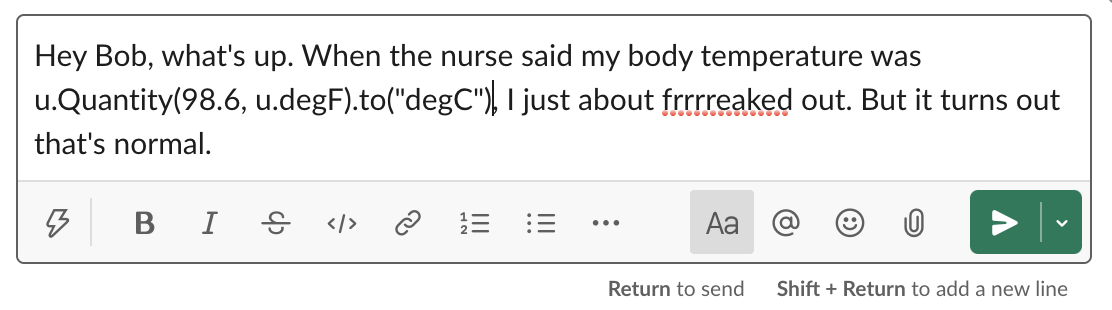 Hey Bob, what's up. When the nurse said my body temperature was
u.Quantity(98.6, u.degF).to("degC"), I just about frrrreaked out. But it turns out
that's normal.
B I S </> Aa @
Return to send Shift + Return to add a new line